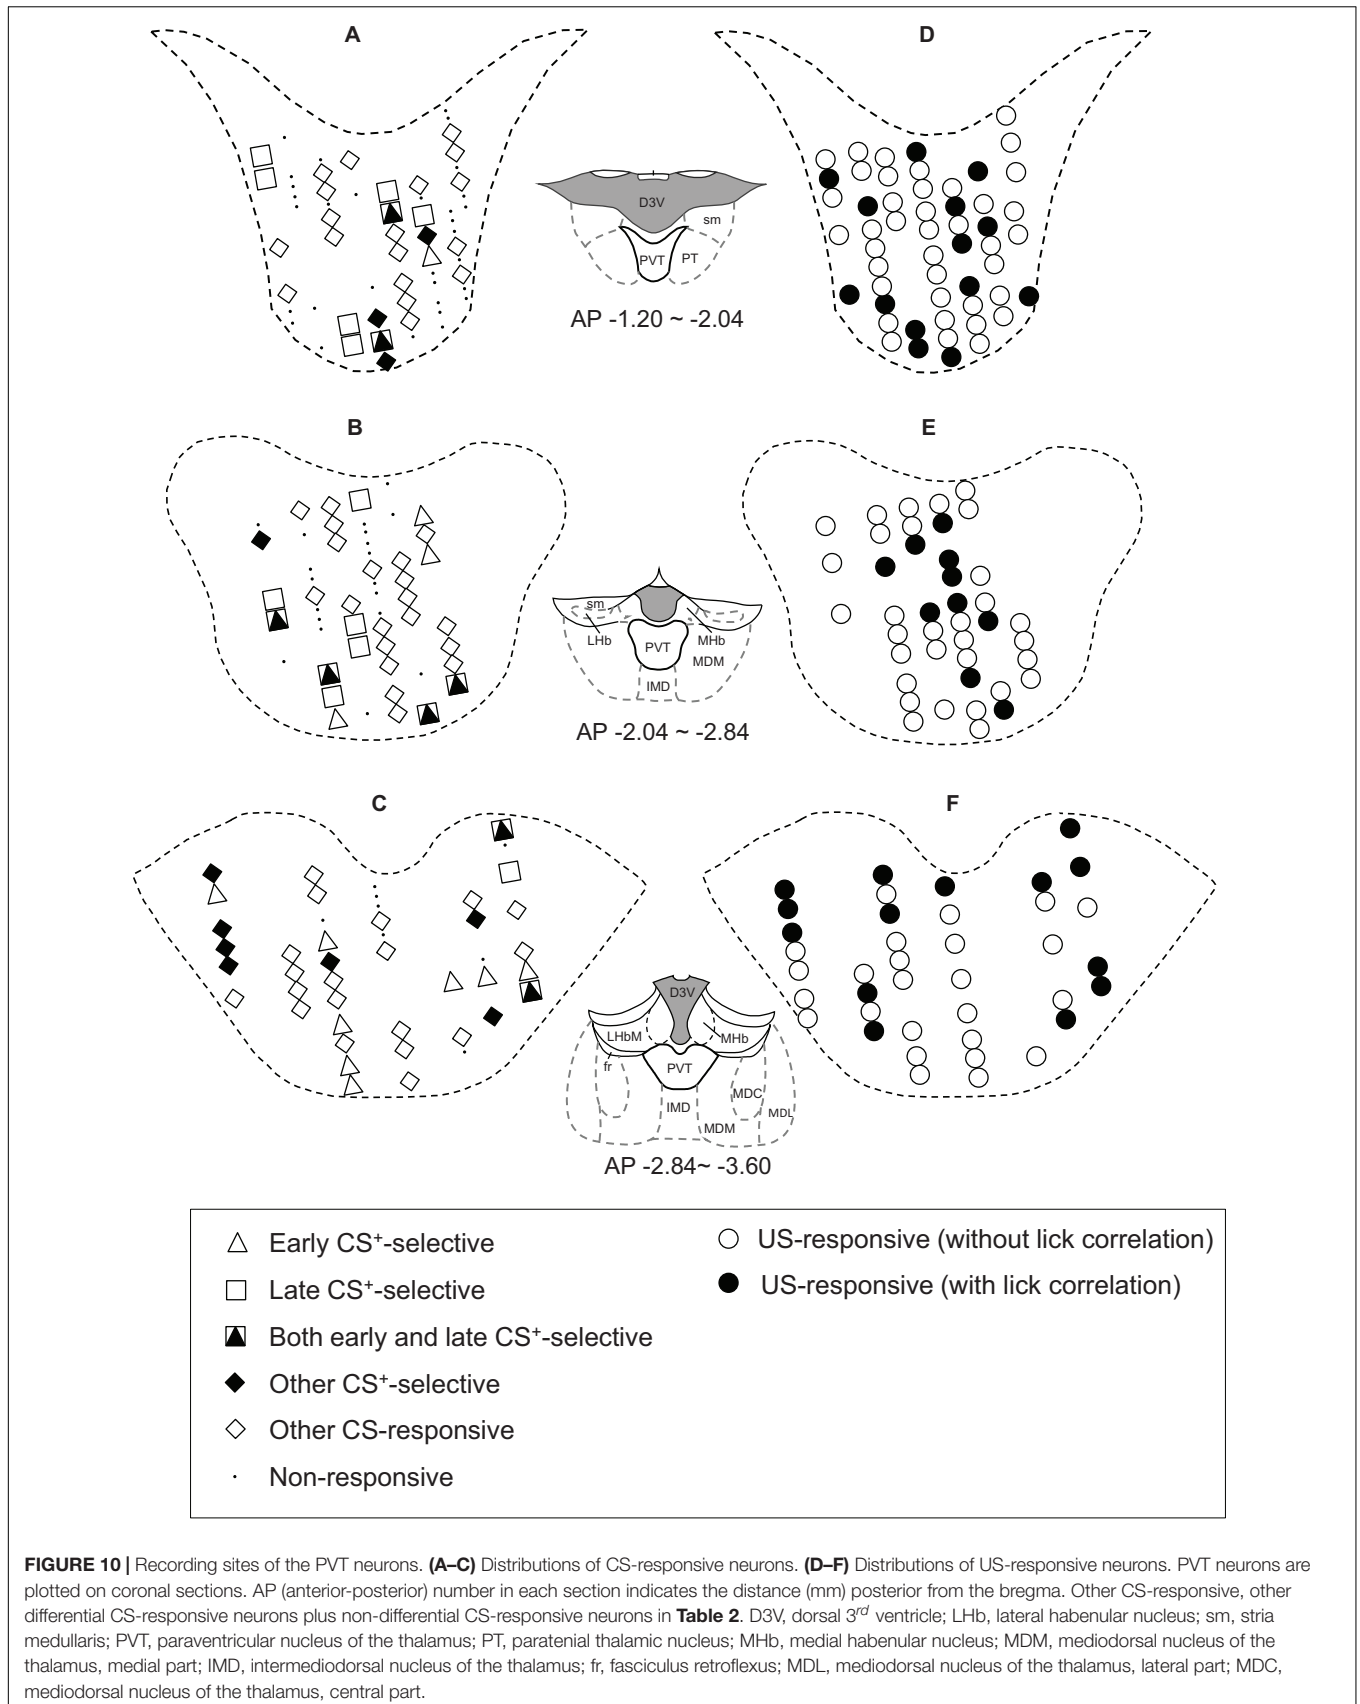 A
D
D3V
sm
PVT
PT
AP -1.20 ~ -2.04
B
E
sm
LHb
PVT
MHb
MDM
IMD
AP -2.04 ~ -2.84
C
F
D3V
LHbM
MHb
fr
PVT
IMD
MDC
MDL
MDM
AP -2.84~ -3.60
Early CS⁺-selective
Late CS⁺-selective
Both early and late CS⁺-selective
Other CS⁺-selective
Other CS-responsive
Non-responsive
US-responsive (without lick correlation)
US-responsive (with lick correlation)
FIGURE 10 | Recording sites of the PVT neurons. (A–C) Distributions of CS-responsive neurons. (D–F) Distributions of US-responsive neurons. PVT neurons are
plotted on coronal sections. AP (anterior-posterior) number in each section indicates the distance (mm) posterior from the bregma. Other CS-responsive, other
differential CS-responsive neurons plus non-differential CS-responsive neurons in Table 2. D3V, dorsal 3rd ventricle; LHb, lateral habenular nucleus; sm, stria
medullaris; PVT, paraventricular nucleus of the thalamus; PT, paratenial thalamic nucleus; MHb, medial habenular nucleus; MDM, mediodorsal nucleus of the
thalamus, medial part; IMD, intermediodorsal nucleus of the thalamus; fr, fasciculus retroflexus; MDL, mediodorsal nucleus of the thalamus, lateral part; MDC,
mediodorsal nucleus of the thalamus, central part.